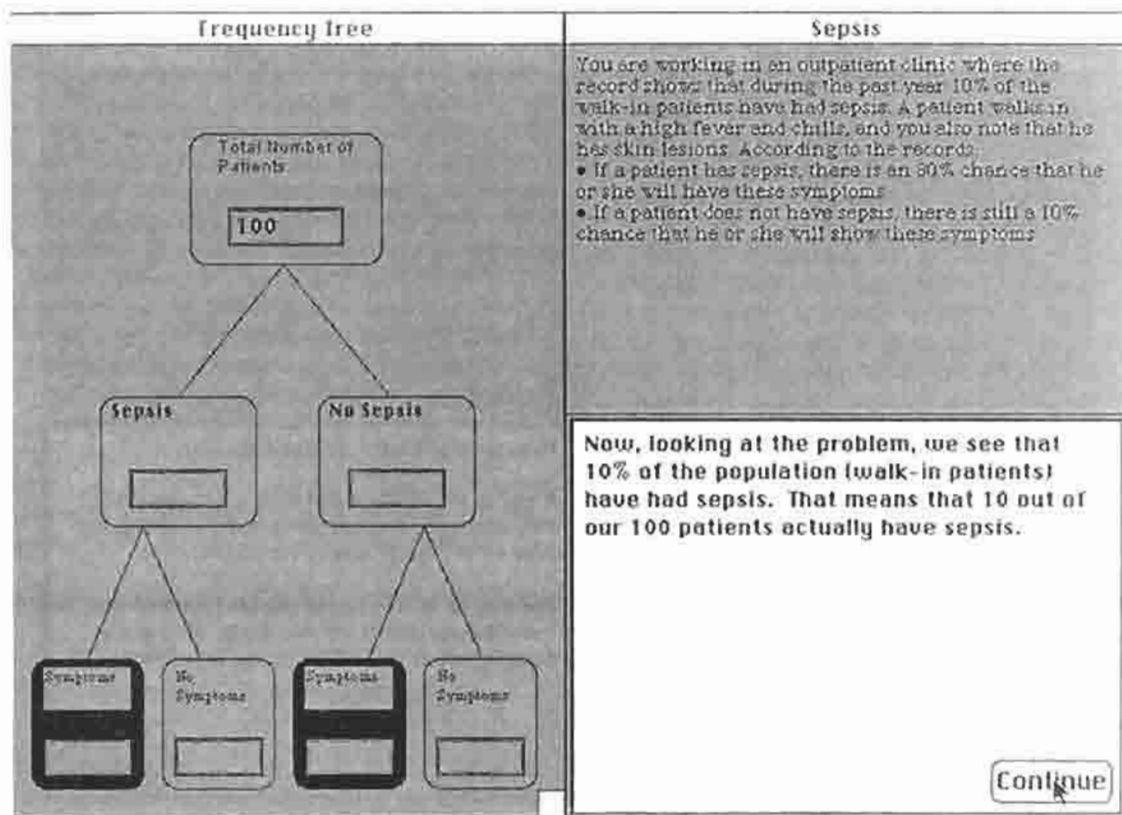 Frequency Tree
Total Number of
Patients
100
Sepsis
No Sepsis
Symptoms
No
Symptoms
Symptoms
No
Symptoms
Sepsis
You are working in an outpatient clinic where the
record shows that during the past year 10% of the
walk-in patients have had sepsis. A patient walks in
with a high fever and chills, and you also note that he
has skin lesions. According to the records,
• If a patient has sepsis, there is an 80% chance that he
or she will have these symptoms
• If a patient does not have sepsis, there is still a 10%
chance that he or she will show these symptoms
Now, looking at the problem, we see that
10% of the population (walk-in patients)
have had sepsis. That means that 10 out of
our 100 patients actually have sepsis.
Continue